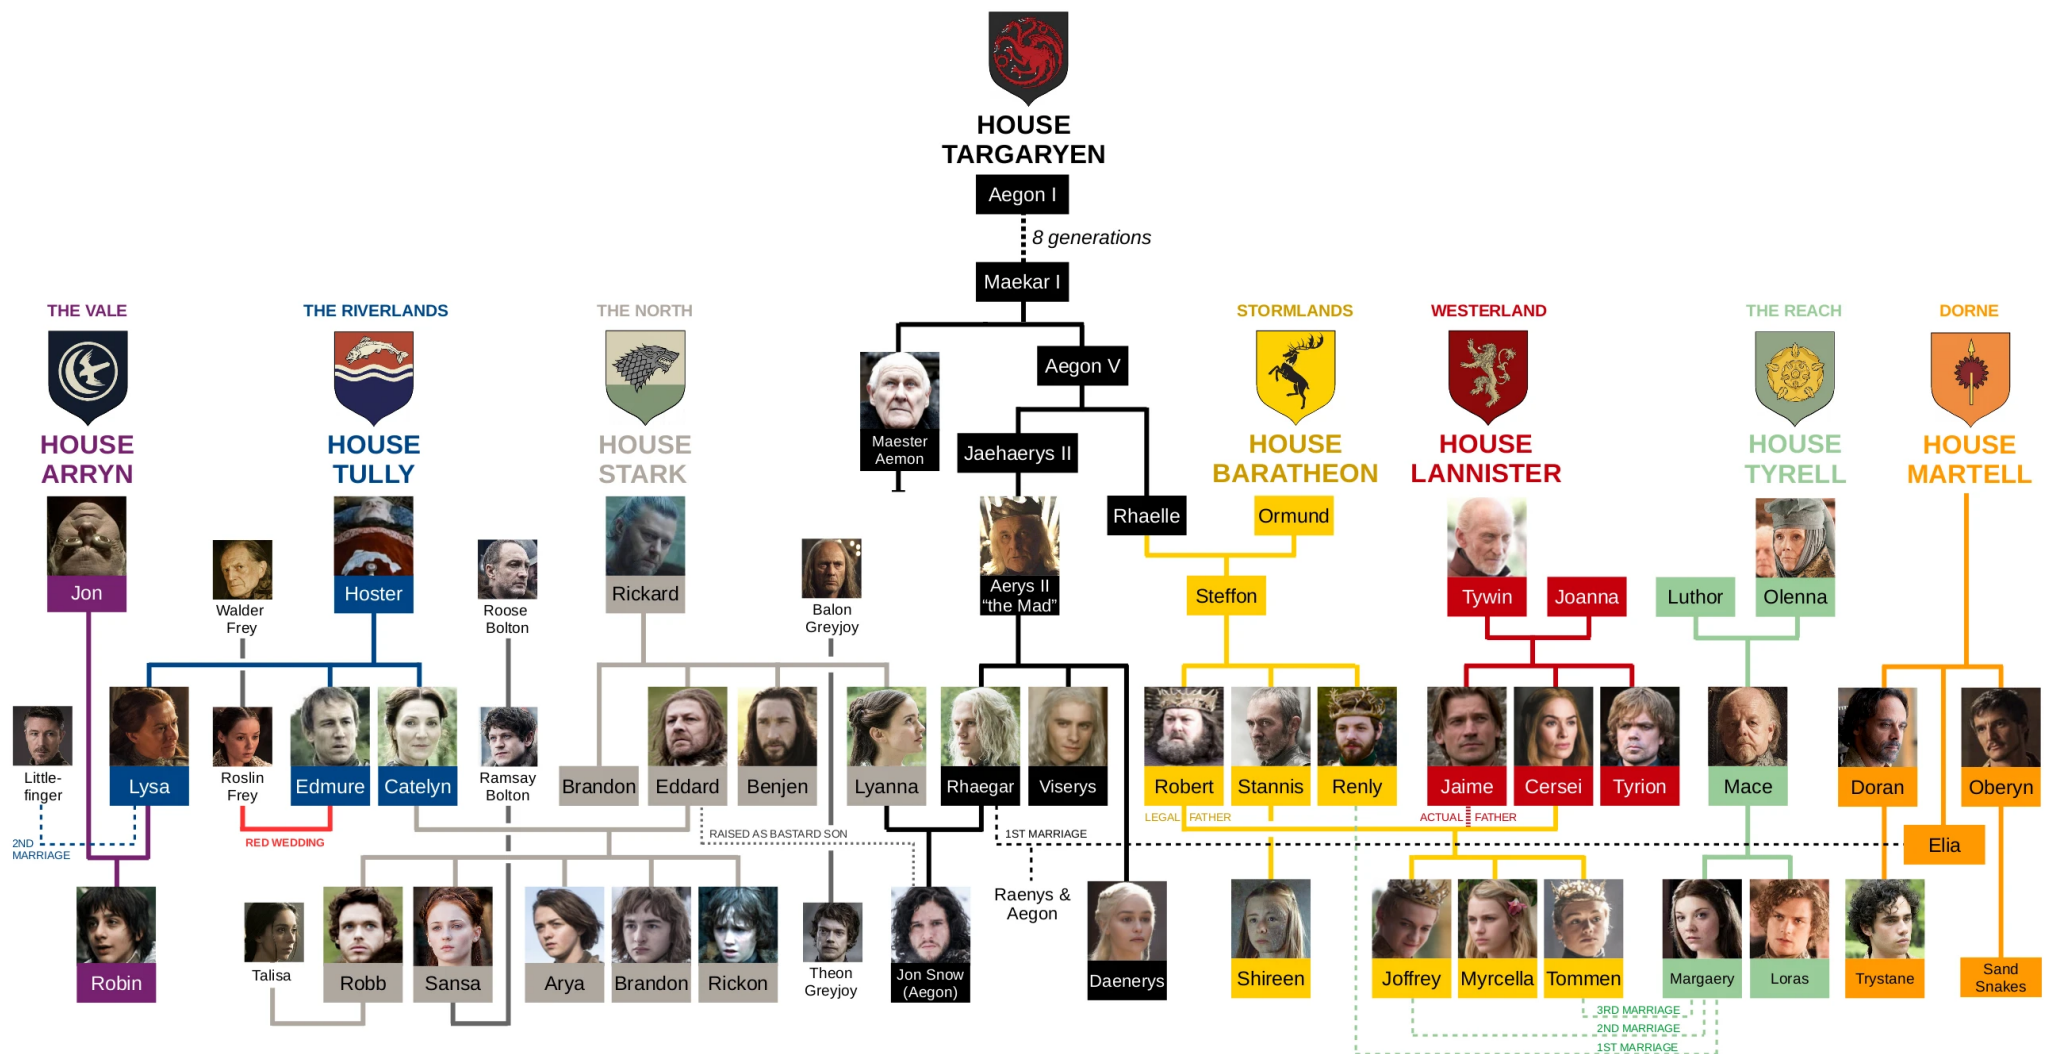 HOUSE
TARGARYEN
Aegon I
8 generations
Maekar I
THE VALE
THE RIVERLANDS
THE NORTH
STORMLANDS
WESTERLAND
THE REACH
DORNE
Aegon V
HOUSE
ARRYN
HOUSE
TULLY
HOUSE
STARK
Maester
Aemon
Jaehaerys II
HOUSE
BARATHEON
HOUSE
LANNISTER
HOUSE
TYRELL
HOUSE
MARTELL
Rhaelle
Ormund
Jon
Walder
Frey
Hoster
Roose
Bolton
Rickard
Balon
Greyjoy
Aerys II
“the Mad”
Steffon
Tywin
Joanna
Luthor
Olenna
Little-
finger
Lysa
Roslin
Frey
Edmure
Catelyn
Ramsay
Bolton
Brandon
Eddard
Benjen
Lyanna
Rhaegar
Viserys
Robert
Stannis
Renly
Jaime
Cersei
Tyrion
Mace
Doran
Oberyn
LEGAL FATHER
ACTUAL FATHER
2ND
MARRIAGE
RED WEDDING
RAISED AS BASTARD SON
1ST MARRIAGE
Elia
Raenys &
Aegon
Robin
Talisa
Robb
Sansa
Arya
Brandon
Rickon
Theon
Greyjoy
Jon Snow
(Aegon)
Daenerys
Shireen
Joffrey
Myrcella
Tommen
Margaery
Loras
Trystane
Sand
Snakes
3RD MARRIAGE
2ND MARRIAGE
1ST MARRIAGE